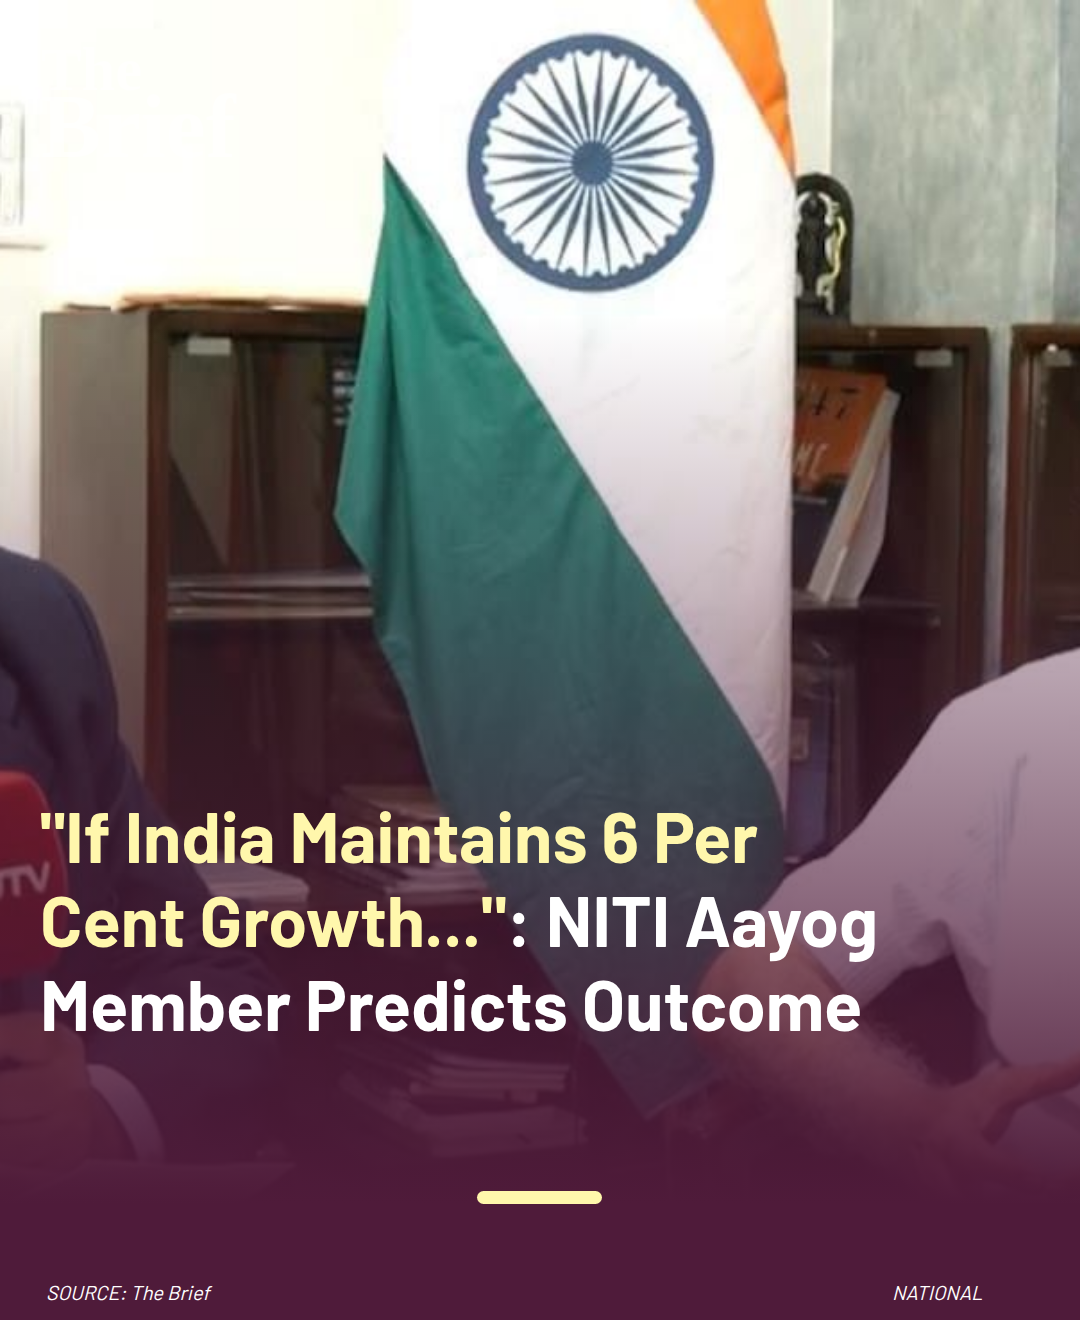 "If India Maintains 6 Per
Cent Growth...": NITI Aayog
Member Predicts Outcome
SOURCE: The Brief
NATIONAL